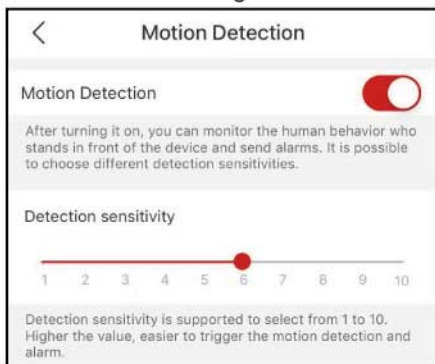 Motion Detection
Motion Detection
After turning it on, you can monitor the human behavior who
stands in front of the device and send alarms. It is possible
to choose different detection sensitivities.
Detection sensitivity
1 2 3 4 5 6 7 8 9 10
Detection sensitivity is supported to select from 1 to 10.
Higher the value, easier to trigger the motion detection and
alarm.